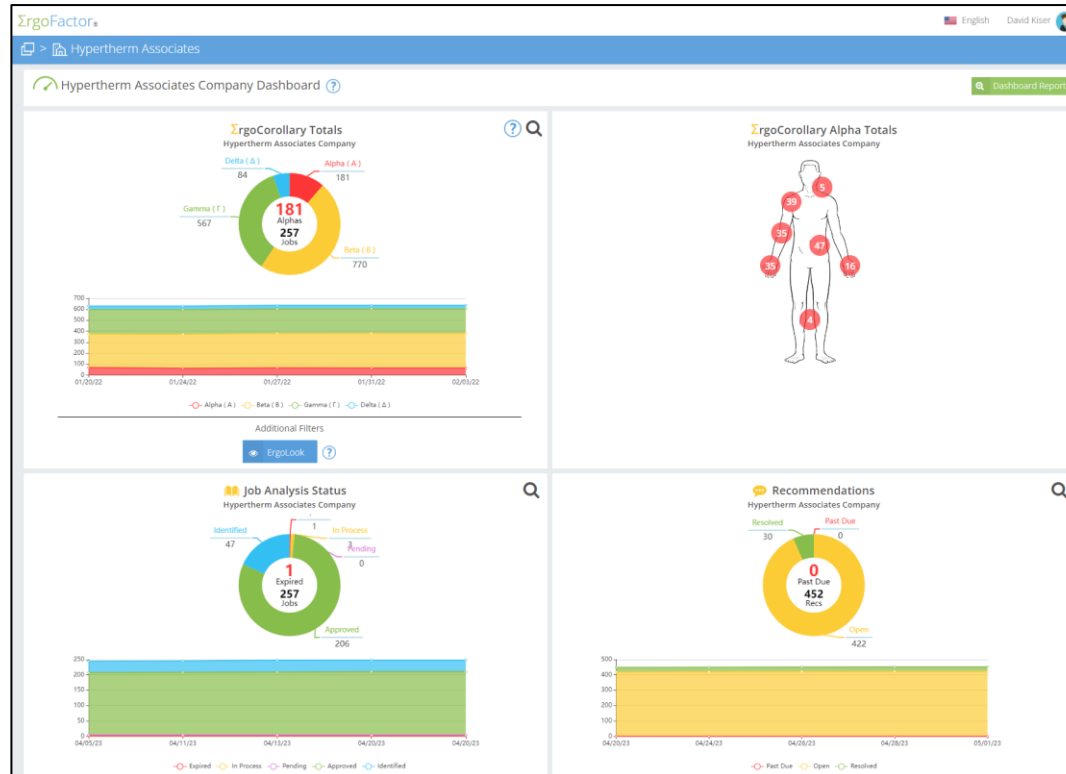 ΣrgoFactor®
English David Kiser
> Hypertherm Associates
Hypertherm Associates Company Dashboard ?
Dashboard Report
ΣrgoCorollary Totals
Hypertherm Associates Company
?
Delta ( Δ )
84
Alpha ( A )
181
Gamma ( Γ )
567
181
Alphas
257
Jobs
Beta ( B )
770
700
600
500
400
300
200
100
0
01/20/22 01/24/22 01/27/22 01/31/22 02/03/22
Alpha ( A ) Beta ( B ) Gamma ( Γ ) Delta ( Δ )
Additional Filters
ErgoLook ?
ΣrgoCorollary Alpha Totals
Hypertherm Associates Company
5
39
35
47
35
16
4
Job Analysis Status
Hypertherm Associates Company
1
Identified
47
In Process
3
Pending
0
1
Expired
257
Jobs
Approved
206
250
200
150
100
50
0
04/05/23 04/11/23 04/13/23 04/20/23 04/20/23
Expired In Process Pending Approved Identified
Recommendations
Hypertherm Associates Company
Resolved
30
Past Due
0
0
Past Due
452
Recs
Open
422
500
400
300
200
100
0
04/20/23 04/24/23 04/26/23 04/28/23 05/01/23
Past Due Open Resolved